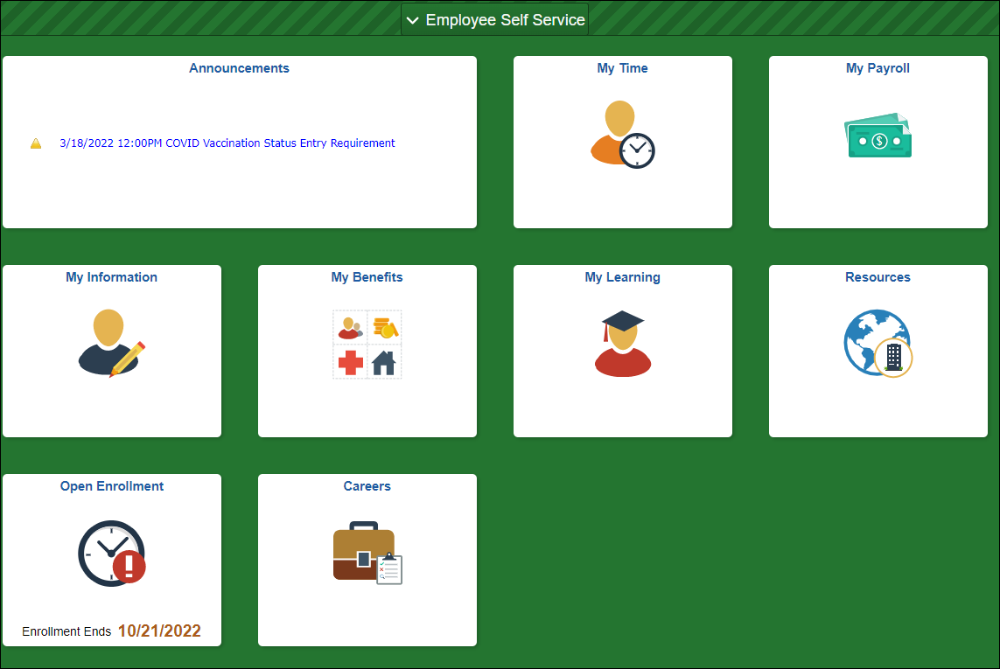 Employee Self Service
Announcements
3/18/2022 12:00PM COVID Vaccination Status Entry Requirement
My Time
My Payroll
$
My Information
My Benefits
My Learning
Resources
Open Enrollment
!
Enrollment Ends 10/21/2022
Careers